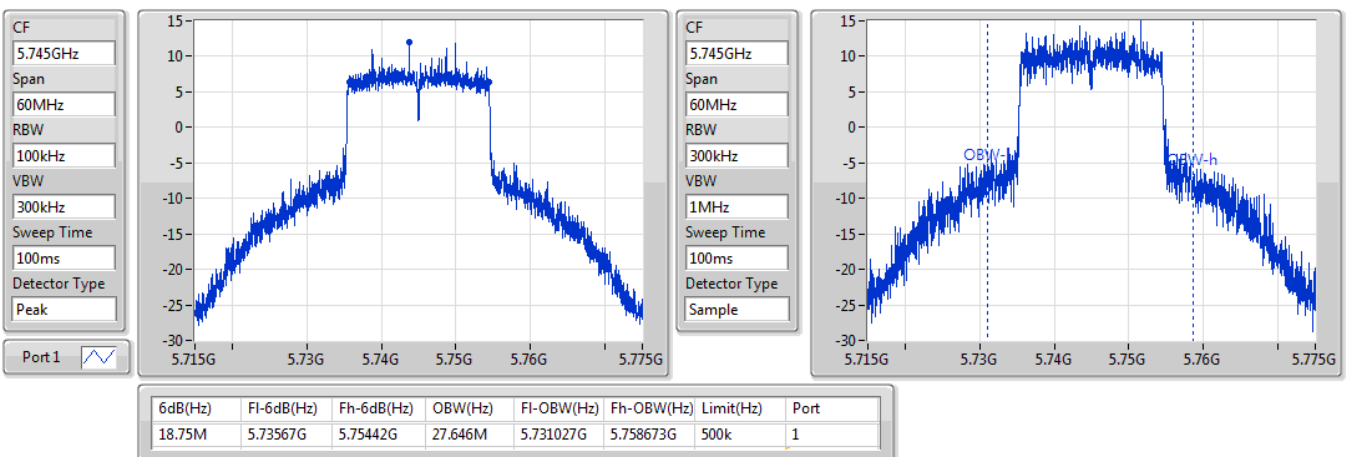 CF
5.745GHz
Span
60MHz
RBW
100kHz
VBW
300kHz
Sweep Time
100ms
Detector Type
Peak
Port 1
15
10
5
0
-5
-10
-15
-20
-25
-30
5.715G 5.73G 5.74G 5.75G 5.76G 5.775G
CF
5.745GHz
Span
60MHz
RBW
300kHz
VBW
1MHz
Sweep Time
100ms
Detector Type
Sample
15
10
5
0
-5
-10
-15
-20
-25
-30
OBW-l OBW-h
5.715G 5.73G 5.74G 5.75G 5.76G 5.775G
6dB(Hz) Fl-6dB(Hz) Fh-6dB(Hz) OBW(Hz) Fl-OBW(Hz) Fh-OBW(Hz) Limit(Hz) Port
18.75M 5.73567G 5.75442G 27.646M 5.731027G 5.758673G 500k 1